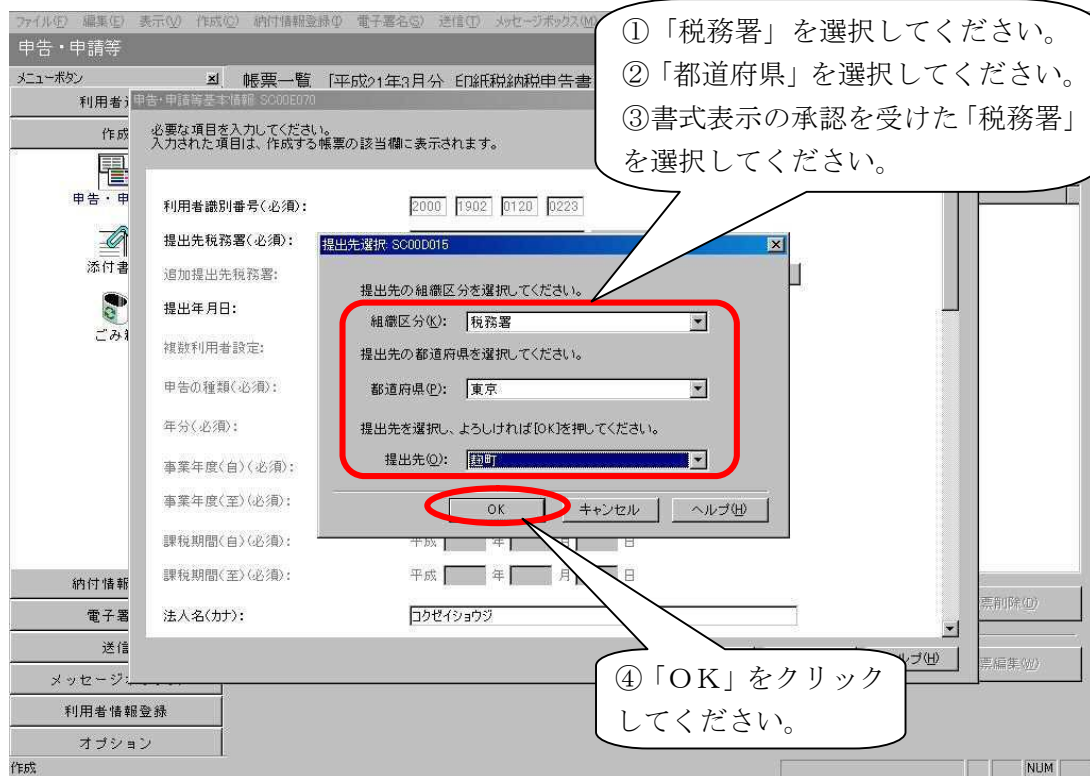 ファイル(F) 編集(E) 表示(V) 作成(C) 納付情報登録(I) 電子署名(G) 送信(T) メッセージボックス(M)
申告・申請等
メニューボタン
帳票一覧 「平成21年3月分 印紙税納税申告書
利用者
作成
申告・申
添付書
ごみ
申告・申請等基本情報 SC00E070
必要な項目を入力してください。
入力された項目は、作成する帳票の該当欄に表示されます。
利用者識別番号(必須): 2000 1902 0120 0223
提出先税務署(必須):
追加提出先税務署:
提出年月日:
複数利用者設定:
申告の種類(必須):
年分(必須):
事業年度(自)(必須):
事業年度(至)(必須):
課税期間(自)(必須): 平成 年 月 日
課税期間(至)(必須): 平成 年 月 日
法人名(カナ): コクゼイショウジ
提出先選択 SC00D015
提出先の組織区分を選択してください。
組織区分(K): 税務署
提出先の都道府県を選択してください。
都道府県(P): 東京
提出先を選択し、よろしければ[OK]を押してください。
提出先(O): 麹町
OK キャンセル ヘルプ(H)
①「税務署」を選択してください。
②「都道府県」を選択してください。
③書式表示の承認を受けた「税務署」
を選択してください。
④「OK」をクリック
してください。
納付情報
電子署
送信
メッセージ
利用者情報登録
オプション
票削除(D)
票編集(W)
ルプ(H)
作成
NUM